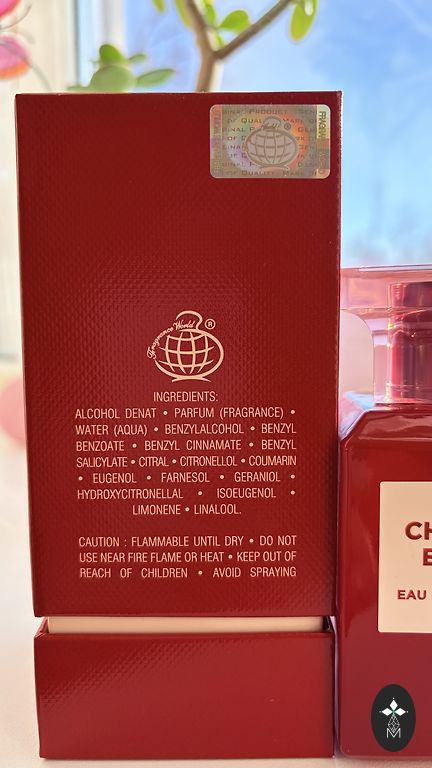 Fragrance World ®
INGREDIENTS:
ALCOHOL DENAT • PARFUM (FRAGRANCE) •
WATER (AQUA) • BENZYLALCOHOL • BENZYL
BENZOATE • BENZYL CINNAMATE • BENZYL
SALICYLATE • CITRAL • CITRONELLOL • COUMARIN
• EUGENOL • FARNESOL • GERANIOL •
HYDROXYCITRONELLAL • ISOEUGENOL •
LIMONENE • LINALOOL.
CAUTION : FLAMMABLE UNTIL DRY • DO NOT
USE NEAR FIRE FLAME OR HEAT • KEEP OUT OF
REACH OF CHILDREN • AVOID SPRAYING
CH
E
EAU
M